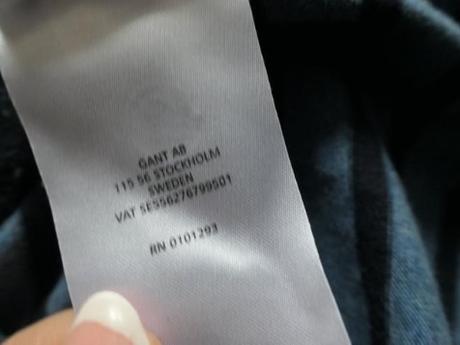 GANT AB
115 56 STOCKHOLM
SWEDEN
VAT SE556276799501
RN 0101293